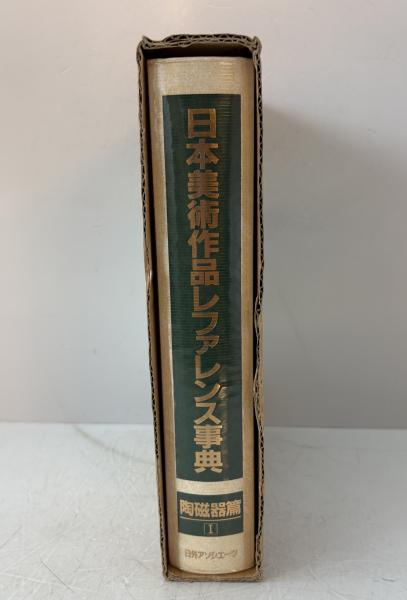 日本美術作品レファレンス事典
陶磁器篇
I
日外アソシエーツ